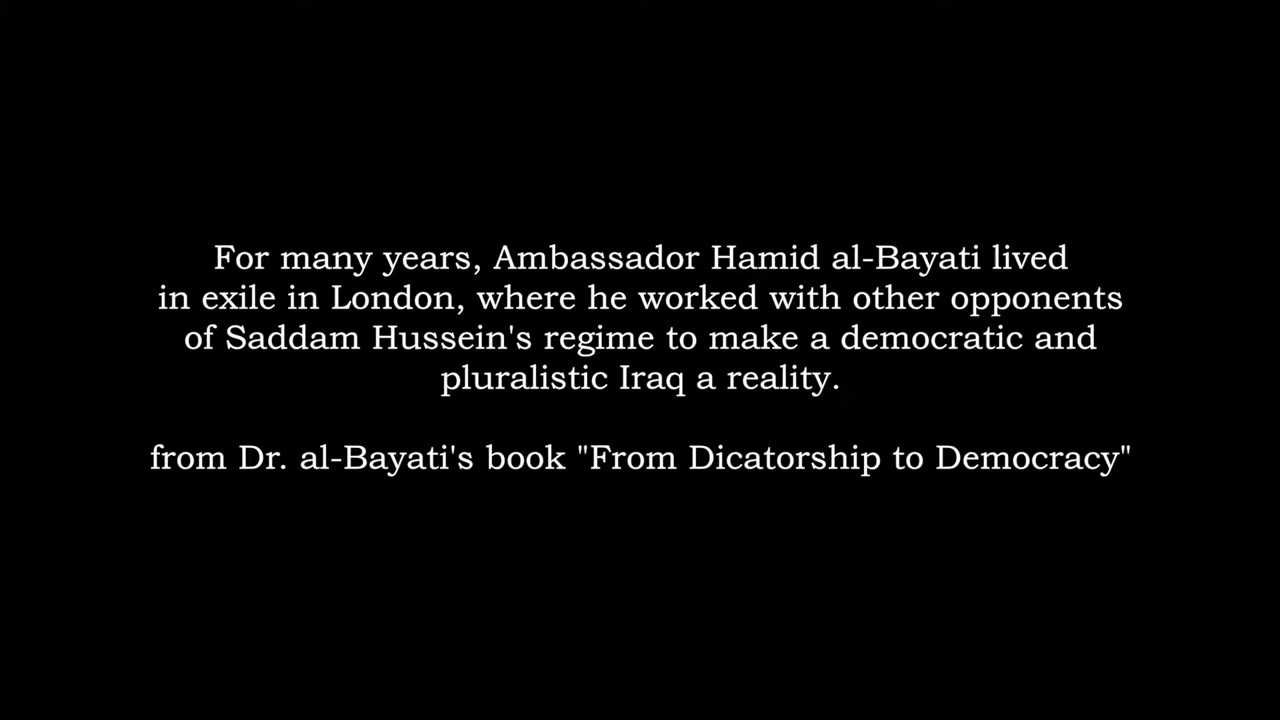 For many years, Ambassador Hamid al-Bayati lived
in exile in London, where he worked with other opponents
of Saddam Hussein's regime to make a democratic and
pluralistic Iraq a reality.
from Dr. al-Bayati's book "From Dicatorship to Democracy"